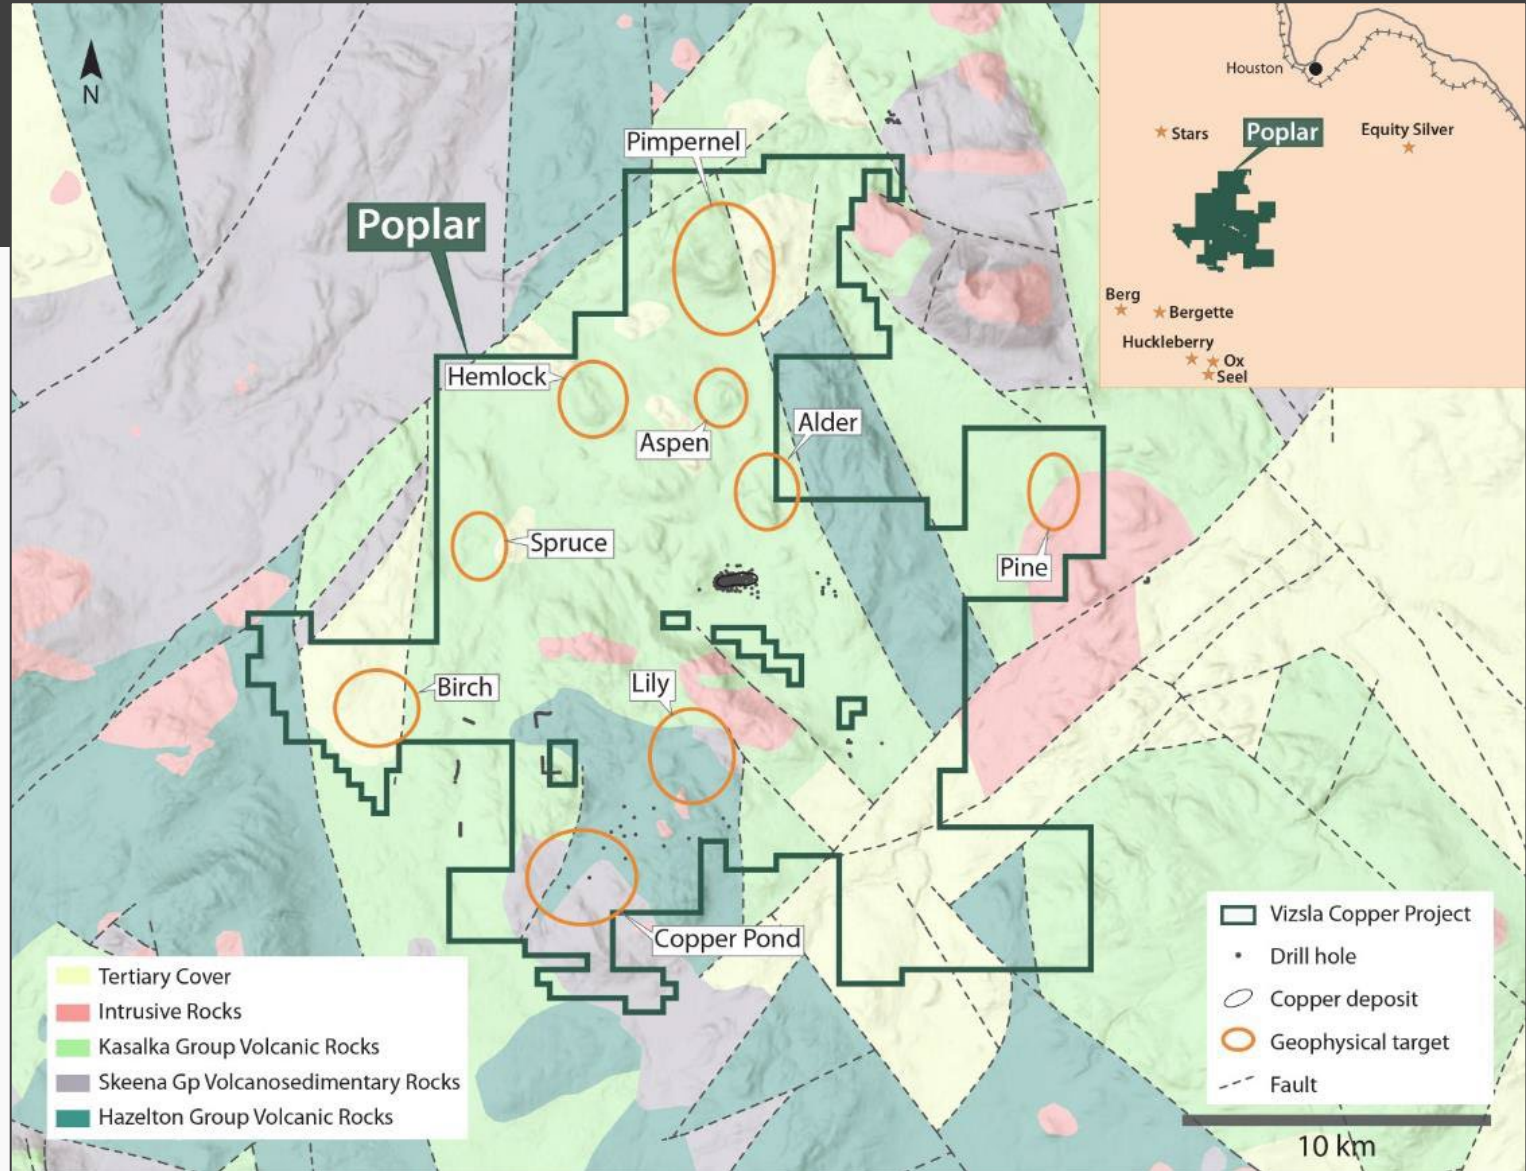 N
Houston
Stars
Poplar
Equity Silver
Berg
Bergette
Huckleberry
Ox
Seel
Pimpernel
Poplar
Hemlock
Aspen
Alder
Spruce
Pine
Birch
Lily
Copper Pond
Tertiary Cover
Intrusive Rocks
Kasalka Group Volcanic Rocks
Skeena Gp Volcanosedimentary Rocks
Hazelton Group Volcanic Rocks
Vizsla Copper Project
Drill hole
Copper deposit
Geophysical target
Fault
10 km